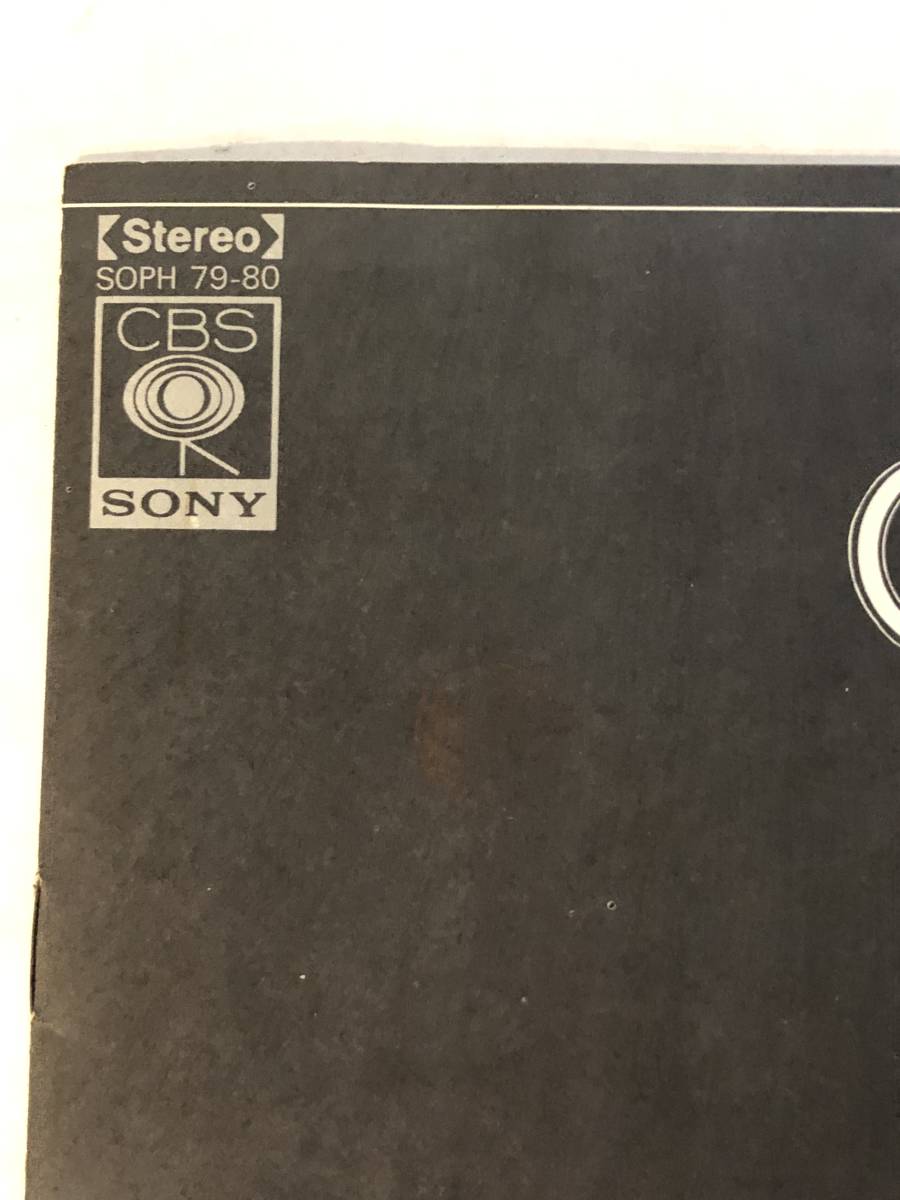 【Stereo】
SOPH 79-80
CBS
SONY